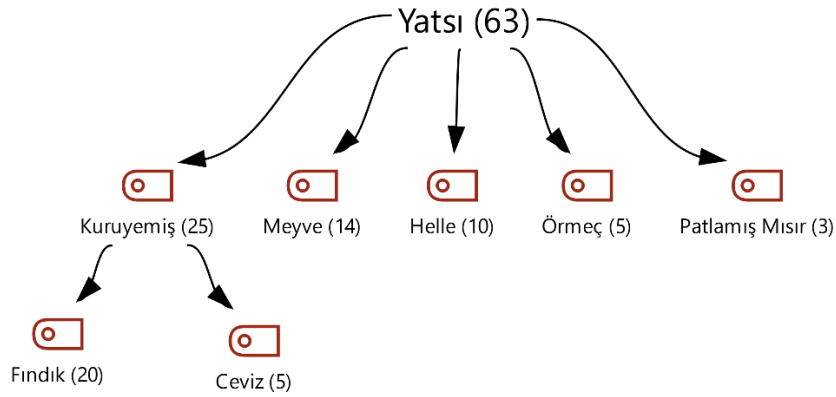 Yatsı (63)
Kuruyemiş (25)
Meyve (14)
Helle (10)
Örmeç (5)
Patlamış Mısır (3)
Fındık (20)
Ceviz (5)